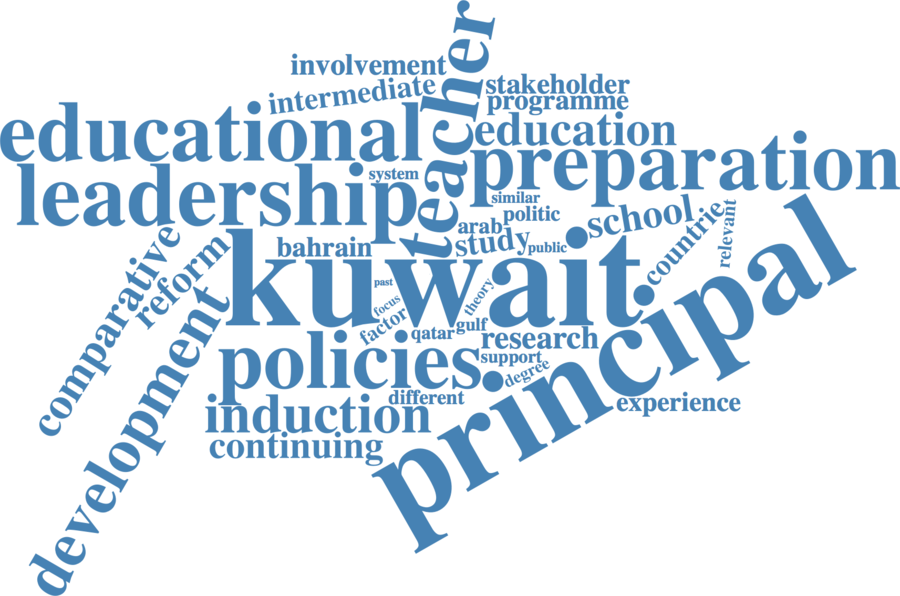 teacher
involvement
intermediate
stakeholder
programme
educational
education
preparation
leadership
system
similar
politic
school
countrie
relevant
arab
study
public
comparative
reform
bahrain
kuwait
principal
past
focus
theory
factor
qatar
gulf
research
development
policies
support
degree
different
induction
experience
continuing